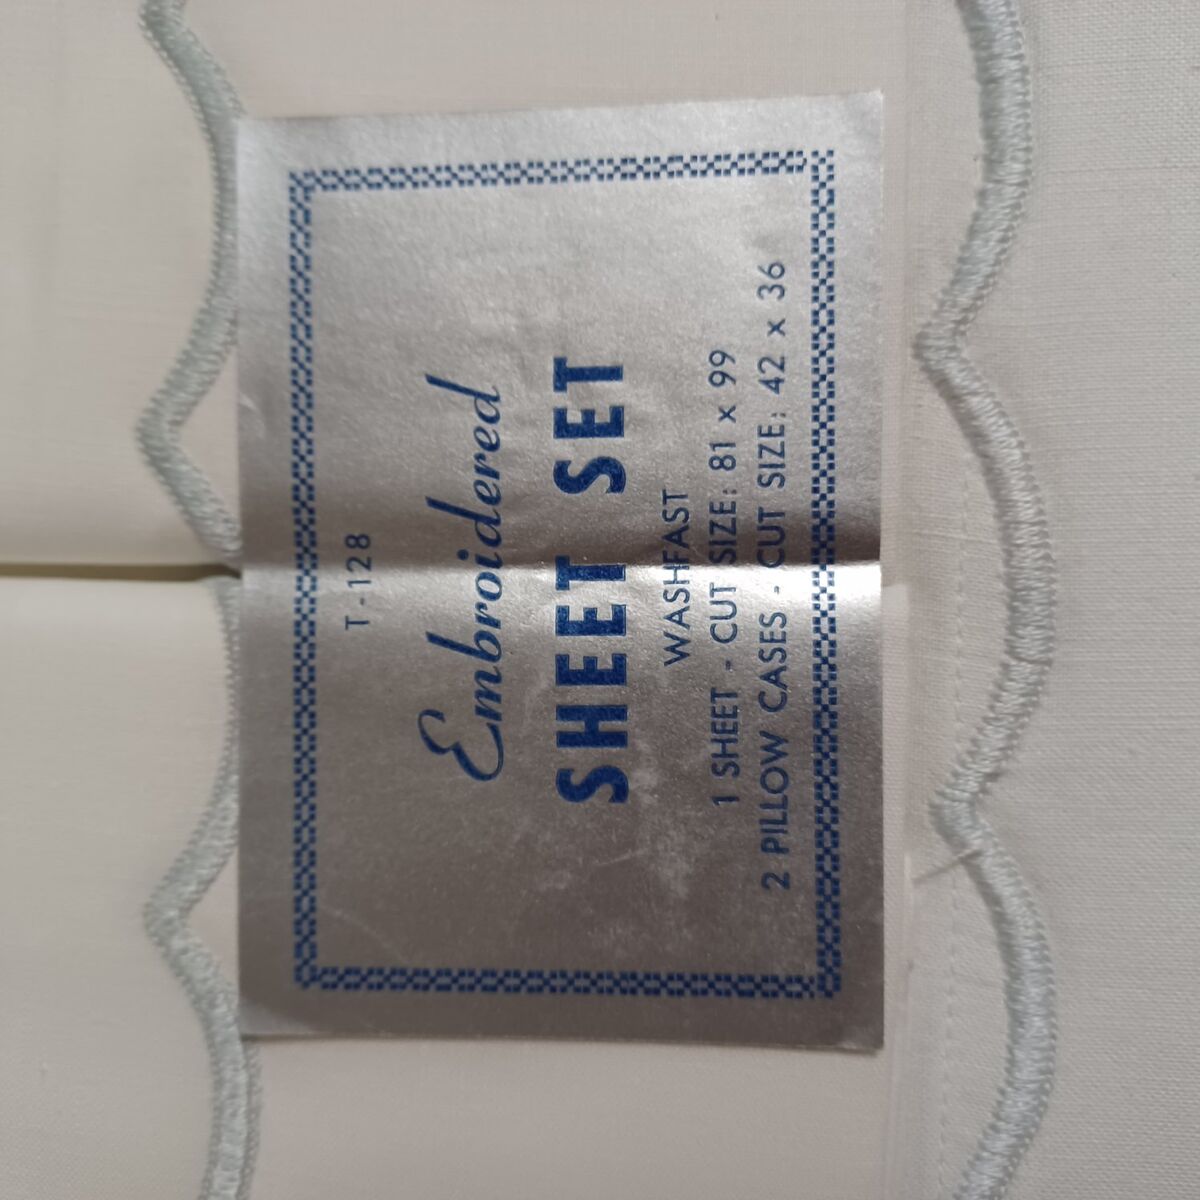 T-128
Embroidered
SHEET SET
WASHFAST
1 SHEET - CUT SIZE: 81 x 99
2 PILLOW CASES - CUT SIZE: 42 x 36